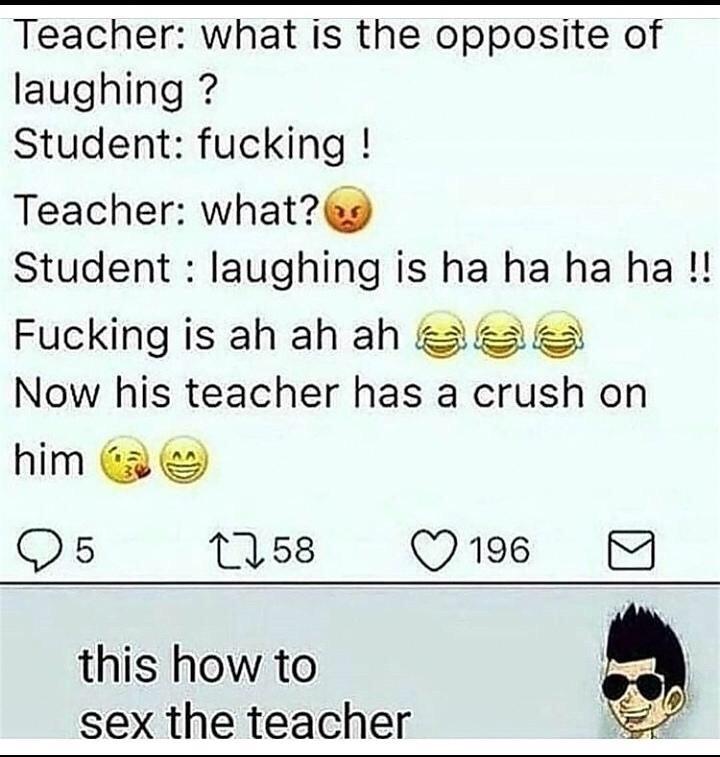 Teacher: what is the opposite of
laughing ?
Student: fucking !
Teacher: what?😡
Student : laughing is ha ha ha ha !!
Fucking is ah ah ah 😂😂😂
Now his teacher has a crush on
him 😘😁
5 58 196
this how to
sex the teacher